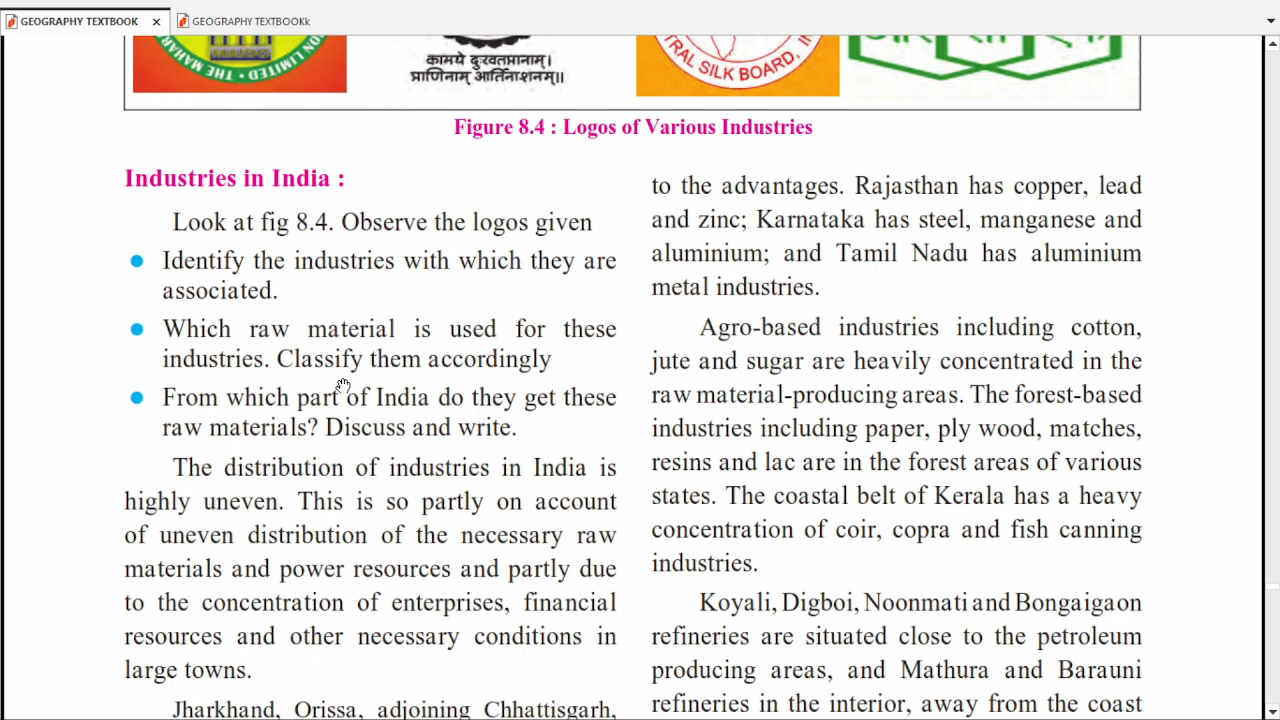 GEOGRAPHY TEXTBOOK
GEOGRAPHY TEXTBOOKk
LIMITED • THE MAHAR
कामये दुःखतप्तानाम्।
प्राणिनाम् आर्तिनाशनम्॥
TRAL SILK BOARD, IN
Figure 8.4 : Logos of Various Industries
Industries in India :
Look at fig 8.4. Observe the logos given
Identify the industries with which they are
associated.
Which raw material is used for these
industries. Classify them accordingly
From which part of India do they get these
raw materials? Discuss and write.
The distribution of industries in India is
highly uneven. This is so partly on account
of uneven distribution of the necessary raw
materials and power resources and partly due
to the concentration of enterprises, financial
resources and other necessary conditions in
large towns.
Jharkhand, Orissa, adjoining Chhattisgarh,
to the advantages. Rajasthan has copper, lead
and zinc; Karnataka has steel, manganese and
aluminium; and Tamil Nadu has aluminium
metal industries.
Agro-based industries including cotton,
jute and sugar are heavily concentrated in the
raw material-producing areas. The forest-based
industries including paper, ply wood, matches,
resins and lac are in the forest areas of various
states. The coastal belt of Kerala has a heavy
concentration of coir, copra and fish canning
industries.
Koyali, Digboi, Noonmati and Bongaigaon
refineries are situated close to the petroleum
producing areas, and Mathura and Barauni
refineries in the interior, away from the coast